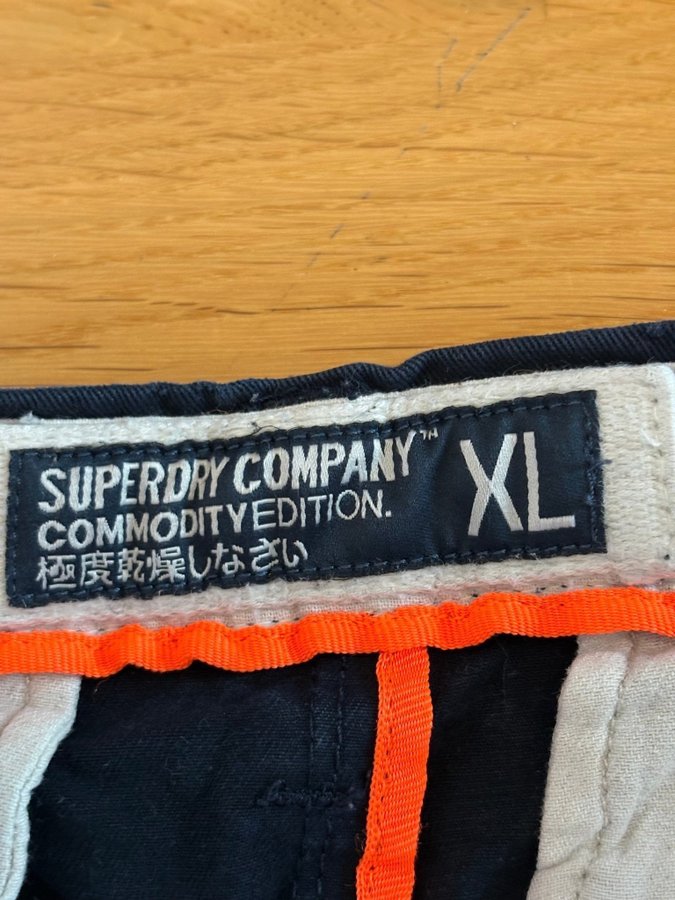 SUPERDRY COMPANY™ XL
COMMODITY EDITION.
極度乾燥しなさい